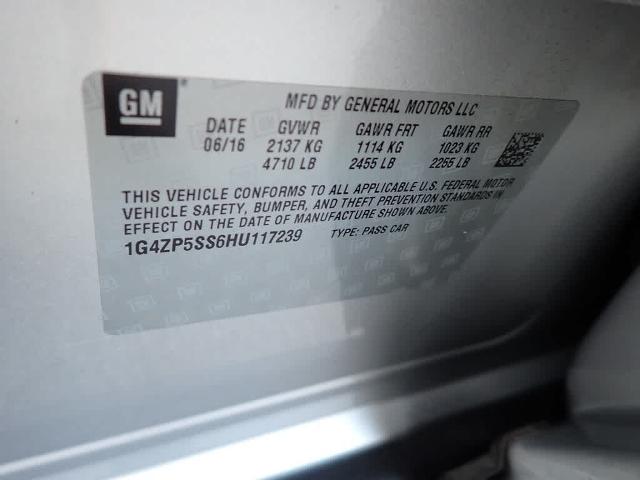 GM
MFD BY GENERAL MOTORS LLC
DATE GVWR GAWR FRT GAWR RR
06/16 2137 KG 1114 KG 1023 KG
4710 LB 2455 LB 2255 LB
THIS VEHICLE CONFORMS TO ALL APPLICABLE U.S. FEDERAL MOTOR
VEHICLE SAFETY, BUMPER, AND THEFT PREVENTION STANDARDS IN
EFFECT ON THE DATE OF MANUFACTURE SHOWN ABOVE.
1G4ZP5SS6HU117239 TYPE: PASS CAR